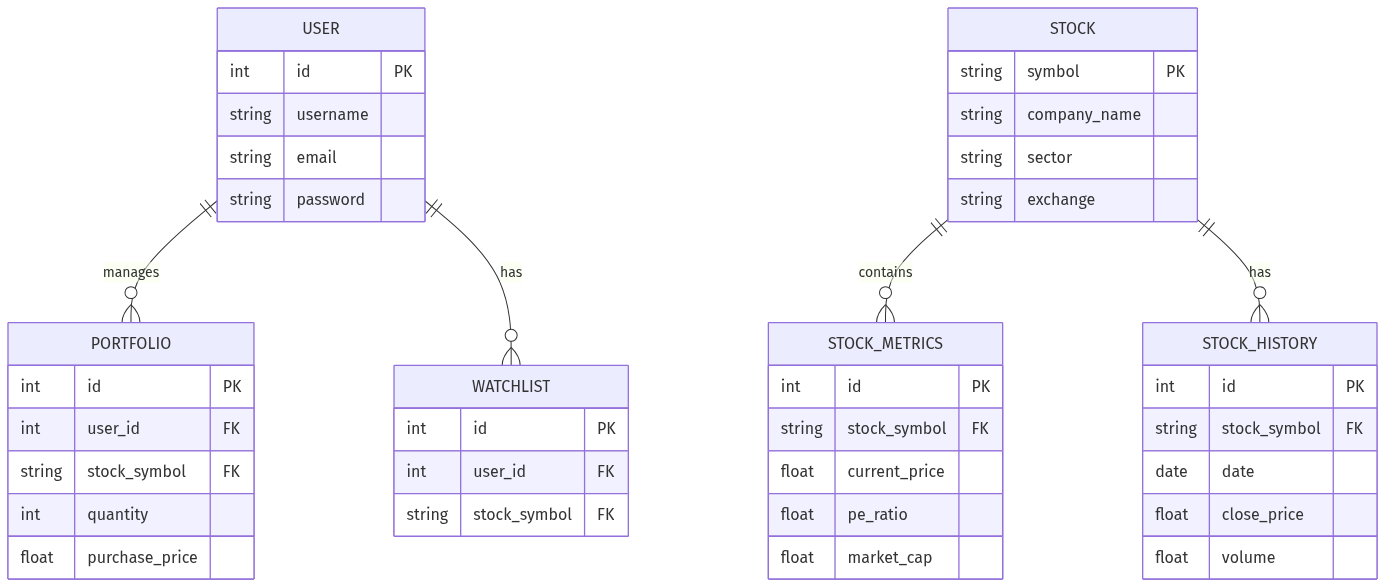 USER
int id PK
string username
string email
string password
STOCK
string symbol PK
string company_name
string sector
string exchange
manages
has
contains
has
PORTFOLIO
int id PK
int user_id FK
string stock_symbol FK
int quantity
float purchase_price
WATCHLIST
int id PK
int user_id FK
string stock_symbol FK
STOCK_METRICS
int id PK
string stock_symbol FK
float current_price
float pe_ratio
float market_cap
STOCK_HISTORY
int id PK
string stock_symbol FK
date date
float close_price
float volume